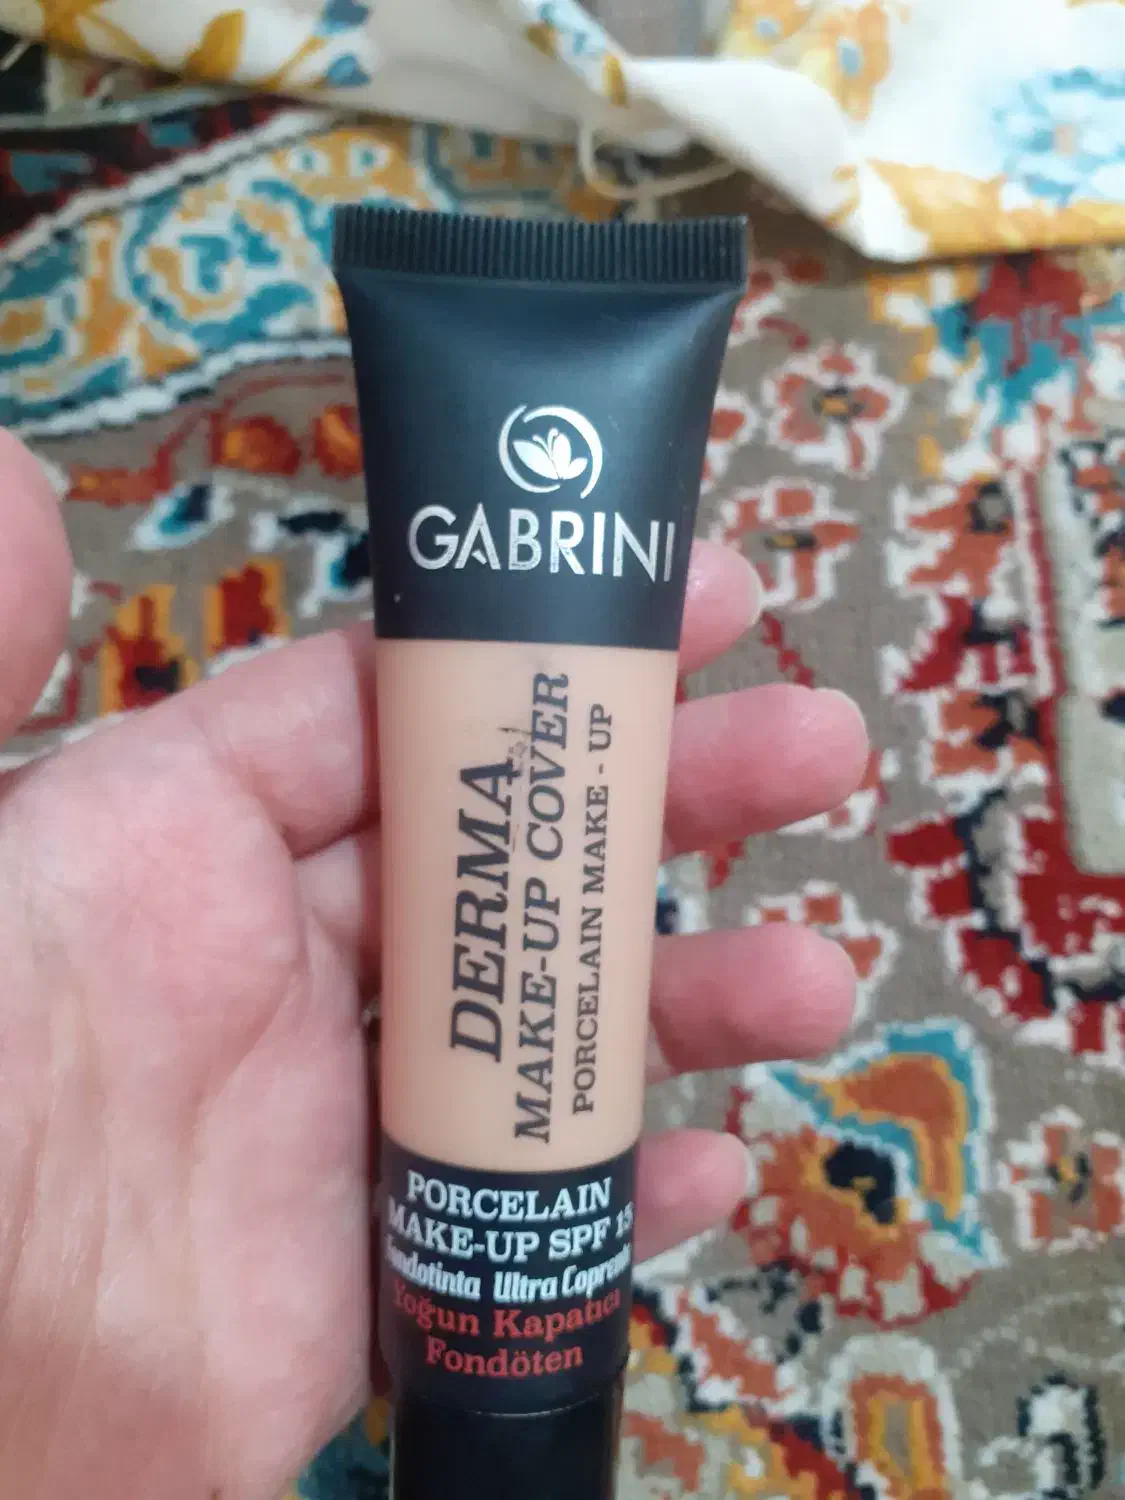 GABRINI
DERMA
MAKE-UP COVER
PORCELAIN MAKE - UP
PORCELAIN
MAKE-UP SPF 15
Fondotinta Ultra Coprente
Yoğun Kapatıcı
Fondöten